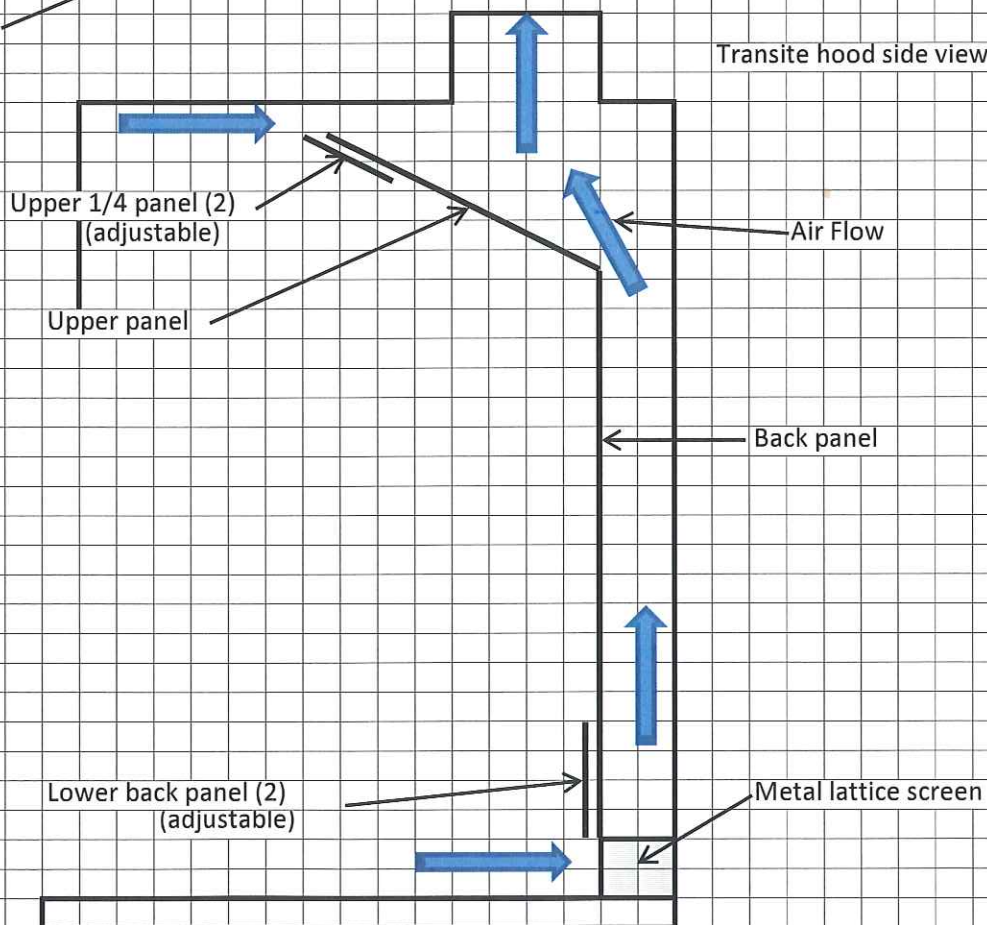 Transite hood side view
Upper 1/4 panel (2)
(adjustable)
Air Flow
Upper panel
Back panel
Lower back panel (2)
(adjustable)
Metal lattice screen